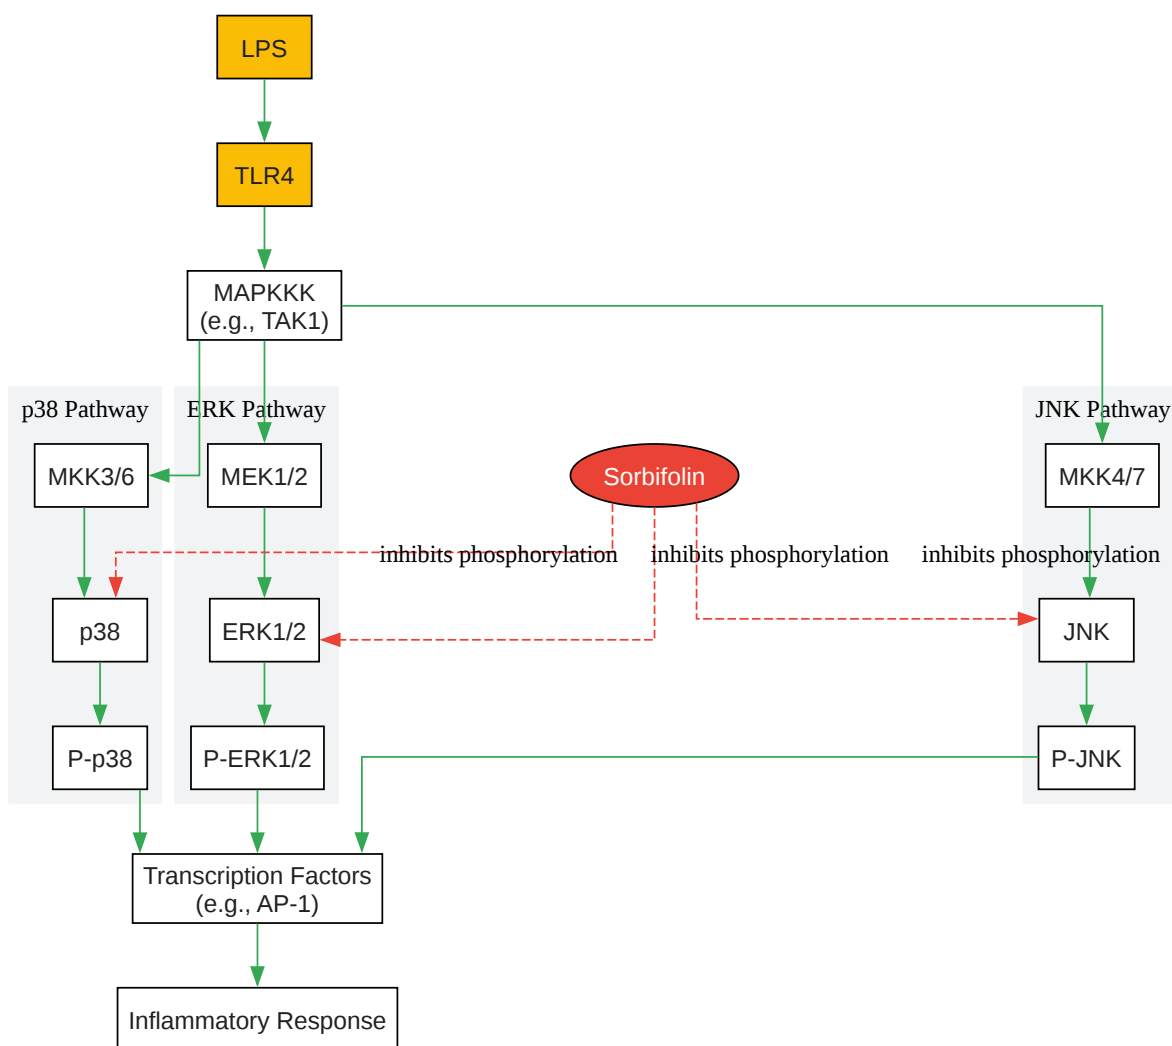 LPS
TLR4
MAPKKK
(e.g., TAK1)
p38 Pathway
ERK Pathway
JNK Pathway
MKK3/6
MEK1/2
Sorbifolin
MKK4/7
inhibits phosphorylation
inhibits phosphorylation
inhibits phosphorylation
p38
ERK1/2
JNK
P-p38
P-ERK1/2
P-JNK
Transcription Factors
(e.g., AP-1)
Inflammatory Response